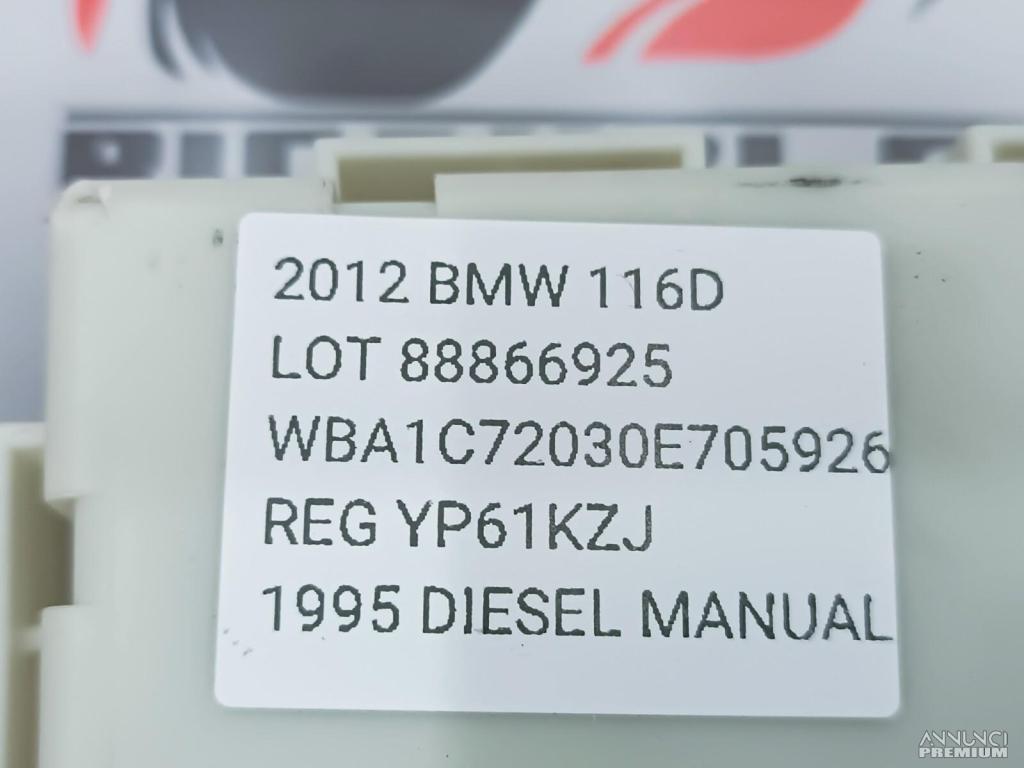 2012 BMW 116D
LOT 88866925
WBA1C72030E705926
REG YP61KZJ
1995 DIESEL MANUAL
ANNUNCI
PREMIUM